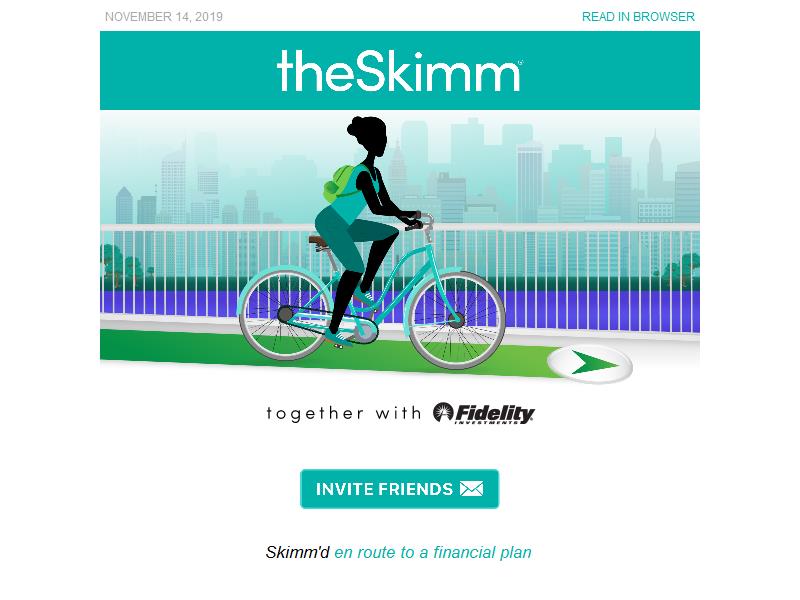 NOVEMBER 14, 2019 READ IN BROWSER
theSkimm®
together with Fidelity INVESTMENTS
INVITE FRIENDS
Skimm'd en route to a financial plan